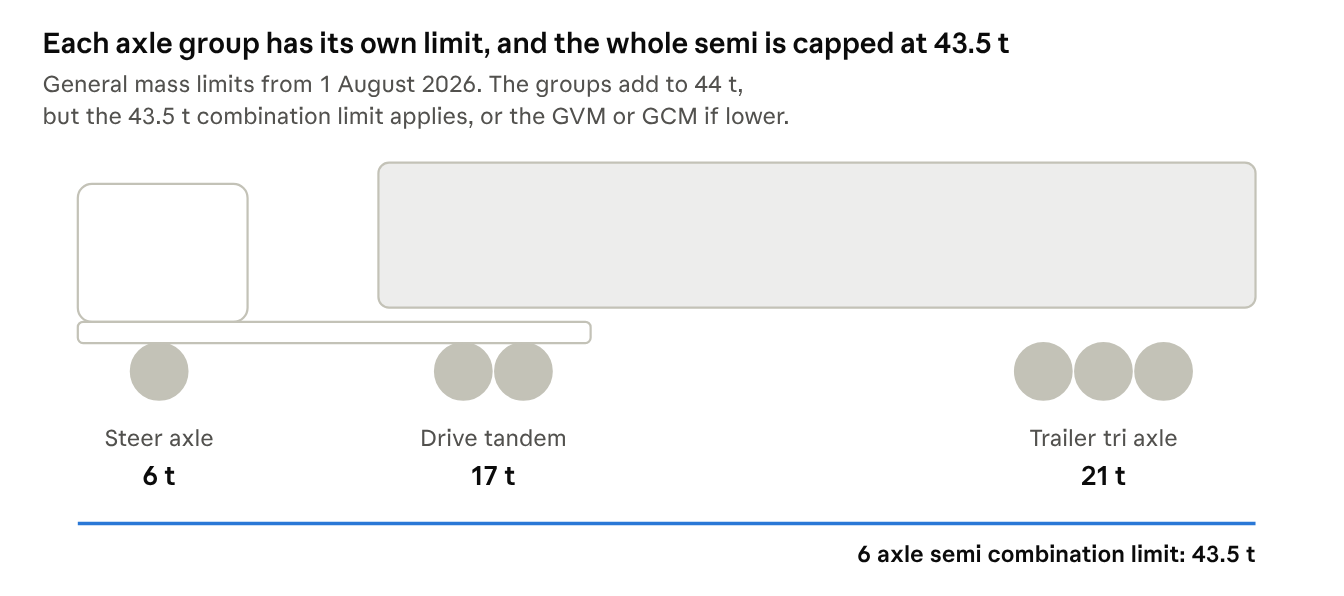 Each axle group has its own limit, and the whole semi is capped at 43.5 t
General mass limits from 1 August 2026. The groups add to 44 t,
but the 43.5 t combination limit applies, or the GVM or GCM if lower.
Steer axle
6 t
Drive tandem
17 t
Trailer tri axle
21 t
6 axle semi combination limit: 43.5 t